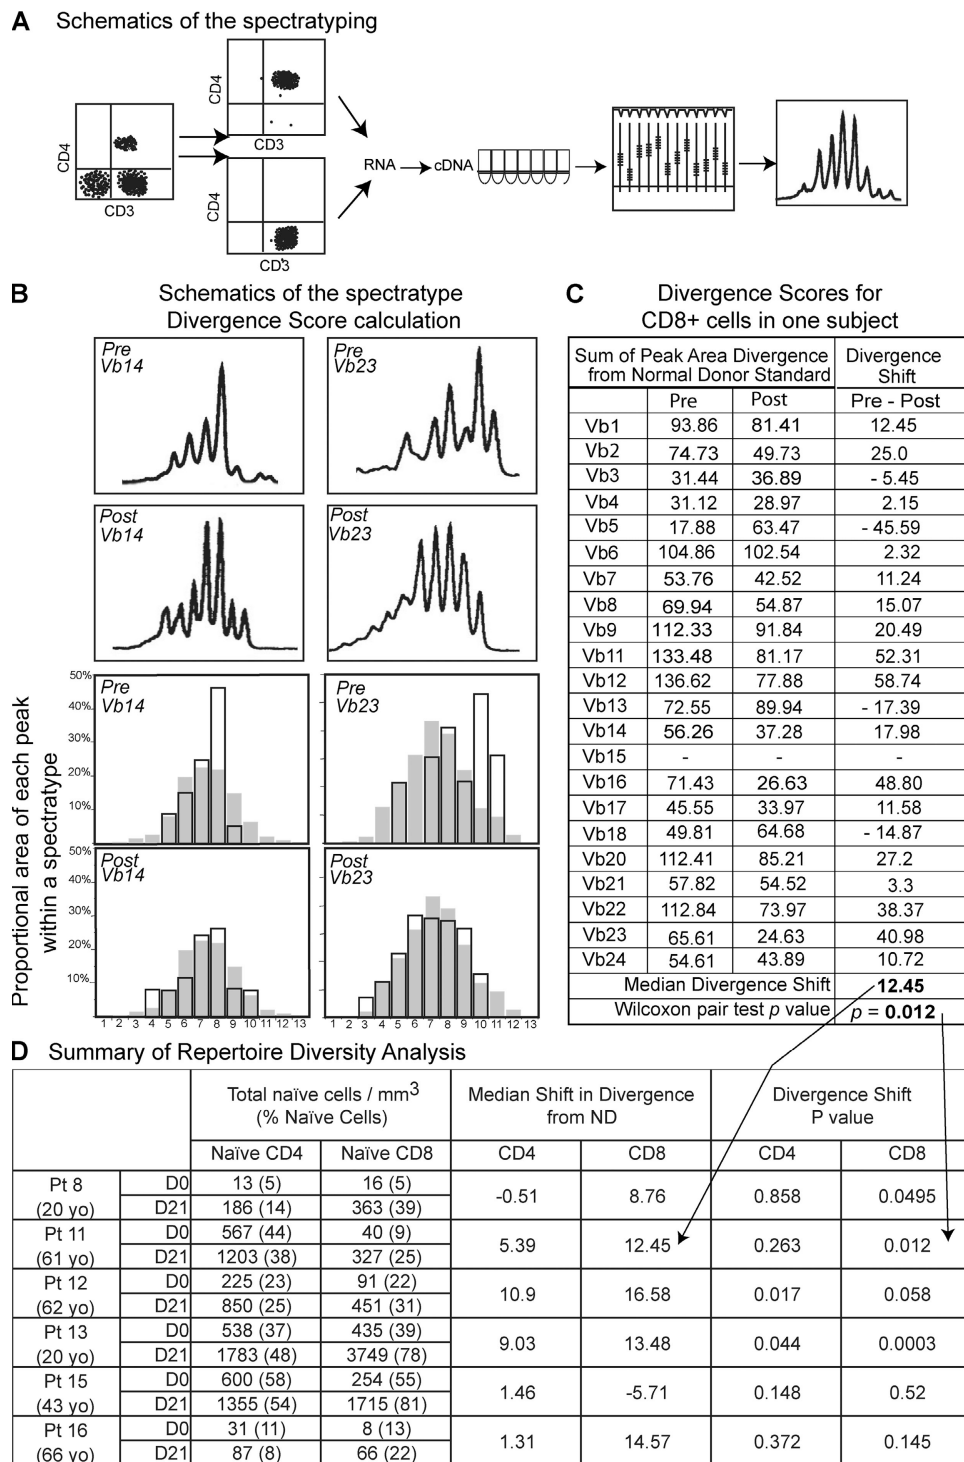 A Schematics of the spectratyping
CD4
CD3
CD4
CD3
CD4
CD3
RNA
cDNA
B Schematics of the spectratype
Divergence Score calculation
Pre
Vb14
Pre
Vb23
Post
Vb14
Post
Vb23
Proportional area of each peak
within a spectratype
Pre
Vb14
50%
40%
30%
20%
10%
Pre
Vb23
Post
Vb14
50%
40%
30%
20%
10%
1 2 3 4 5 6 7 8 9 10 11 12 13
Post
Vb23
1 2 3 4 5 6 7 8 9 10 11 12 13
C Divergence Scores for
CD8+ cells in one subject
Sum of Peak Area Divergence Divergence
from Normal Donor Standard Shift
Pre Post Pre - Post
Vb1 93.86 81.41 12.45
Vb2 74.73 49.73 25.0
Vb3 31.44 36.89 - 5.45
Vb4 31.12 28.97 2.15
Vb5 17.88 63.47 - 45.59
Vb6 104.86 102.54 2.32
Vb7 53.76 42.52 11.24
Vb8 69.94 54.87 15.07
Vb9 112.33 91.84 20.49
Vb11 133.48 81.17 52.31
Vb12 136.62 77.88 58.74
Vb13 72.55 89.94 - 17.39
Vb14 56.26 37.28 17.98
Vb15 - - -
Vb16 71.43 26.63 48.80
Vb17 45.55 33.97 11.58
Vb18 49.81 64.68 - 14.87
Vb20 112.41 85.21 27.2
Vb21 57.82 54.52 3.3
Vb22 112.84 73.97 38.37
Vb23 65.61 24.63 40.98
Vb24 54.61 43.89 10.72
Median Divergence Shift 12.45
Wilcoxon pair test p value p = 0.012
D Summary of Repertoire Diversity Analysis
Total naïve cells / mm3 Median Shift in Divergence Divergence Shift
(% Naïve Cells) from ND P value
Naïve CD4 Naïve CD8 CD4 CD8 CD4 CD8
Pt 8 D0 13 (5) 16 (5) -0.51 8.76 0.858 0.0495
(20 yo) D21 186 (14) 363 (39)
Pt 11 D0 567 (44) 40 (9) 5.39 12.45 0.263 0.012
(61 yo) D21 1203 (38) 327 (25)
Pt 12 D0 225 (23) 91 (22) 10.9 16.58 0.017 0.058
(62 yo) D21 850 (25) 451 (31)
Pt 13 D0 538 (37) 435 (39) 9.03 13.48 0.044 0.0003
(20 yo) D21 1783 (48) 3749 (78)
Pt 15 D0 600 (58) 254 (55) 1.46 -5.71 0.148 0.52
(43 yo) D21 1355 (54) 1715 (81)
Pt 16 D0 31 (11) 8 (13) 1.31 14.57 0.372 0.145
(66 yo) D21 87 (8) 66 (22)